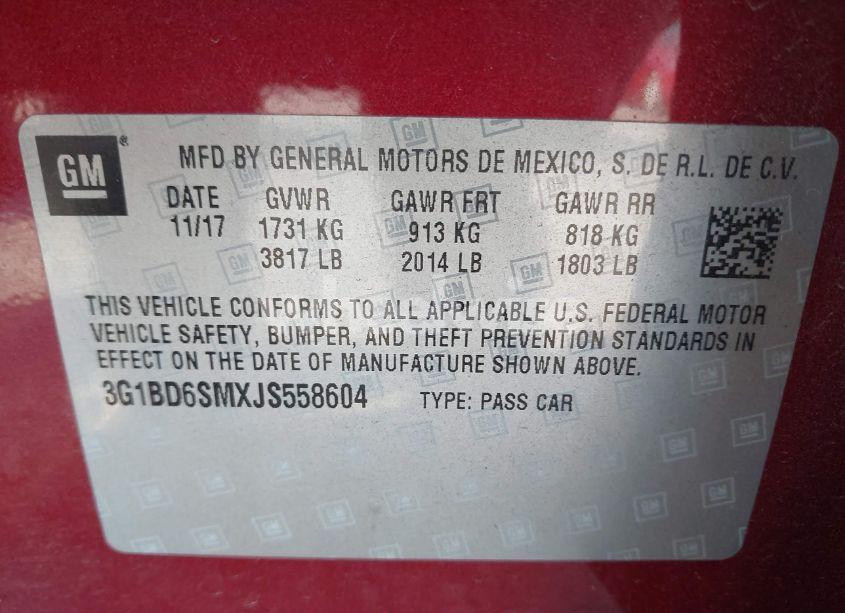 GM
MFD BY GENERAL MOTORS DE MEXICO, S. DE R.L. DE C.V.
DATE GVWR GAWR FRT GAWR RR
11/17 1731 KG 913 KG 818 KG
3817 LB 2014 LB 1803 LB
THIS VEHICLE CONFORMS TO ALL APPLICABLE U.S. FEDERAL MOTOR
VEHICLE SAFETY, BUMPER, AND THEFT PREVENTION STANDARDS IN
EFFECT ON THE DATE OF MANUFACTURE SHOWN ABOVE.
3G1BD6SMXJS558604 TYPE: PASS CAR